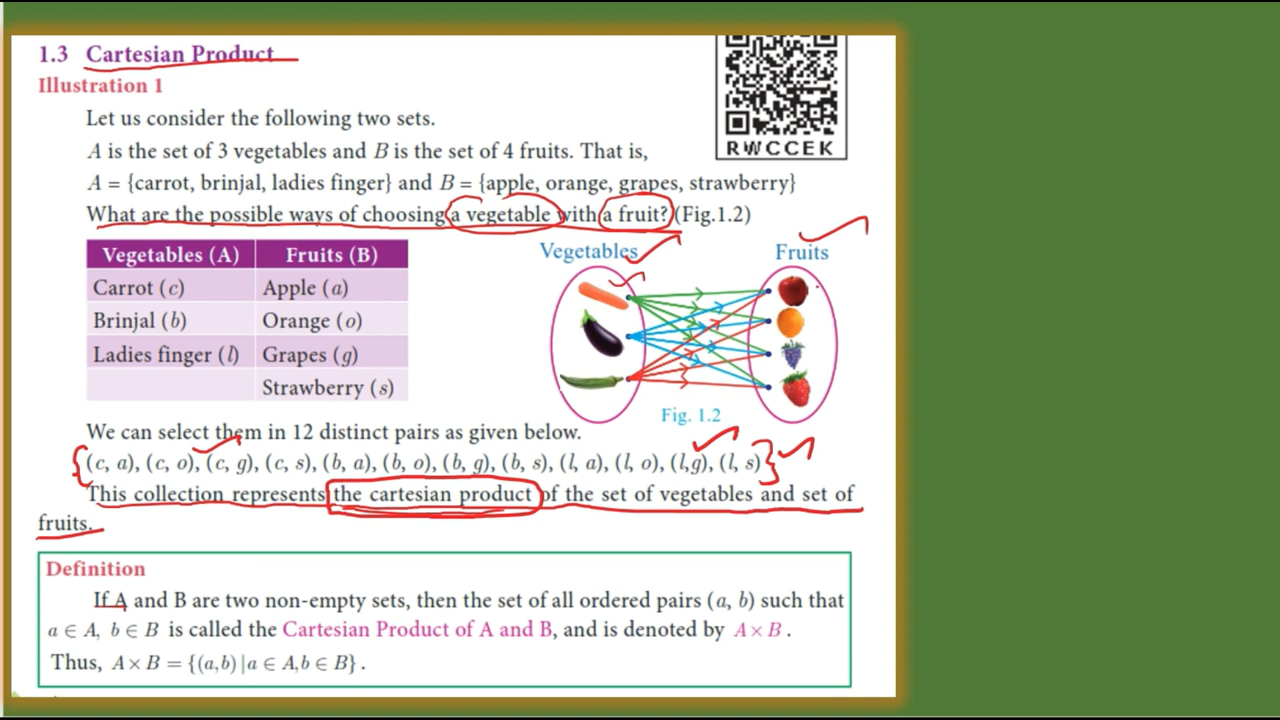 1.3 Cartesian Product
Illustration 1
Let us consider the following two sets.
A is the set of 3 vegetables and B is the set of 4 fruits. That is,
A = {carrot, brinjal, ladies finger} and B = {apple, orange, grapes, strawberry}
What are the possible ways of choosing a vegetable with a fruit? (Fig.1.2)
RWCCEK
Vegetables (A) Fruits (B)
Carrot (c) Apple (a)
Brinjal (b) Orange (o)
Ladies finger (l) Grapes (g)
Strawberry (s)
Vegetables Fruits
Fig. 1.2
We can select them in 12 distinct pairs as given below.
{(c, a), (c, o), (c, g), (c, s), (b, a), (b, o), (b, g), (b, s), (l, a), (l, o), (l,g), (l, s)}
This collection represents the cartesian product of the set of vegetables and set of
fruits.
Definition
If A and B are two non-empty sets, then the set of all ordered pairs (a, b) such that
a ∈ A, b ∈ B is called the Cartesian Product of A and B, and is denoted by A × B .
Thus, A × B = {(a,b) | a ∈ A, b ∈ B} .